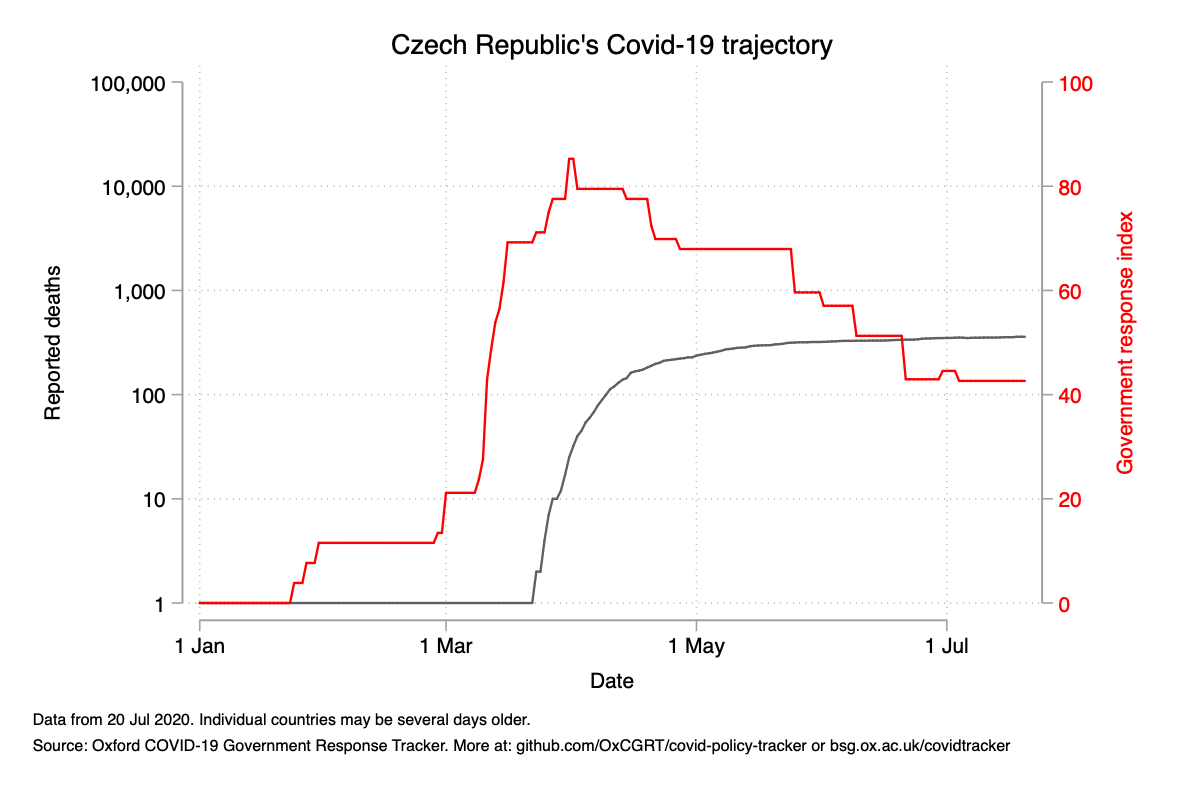 Czech Republic's Covid-19 trajectory
100,000
10,000
1,000
100
10
1
Reported deaths
100
80
60
40
20
0
Government response index
1 Jan
1 Mar
1 May
1 Jul
Date
Data from 20 Jul 2020. Individual countries may be several days older.
Source: Oxford COVID-19 Government Response Tracker. More at: github.com/OxCGRT/covid-policy-tracker or bsg.ox.ac.uk/covidtracker